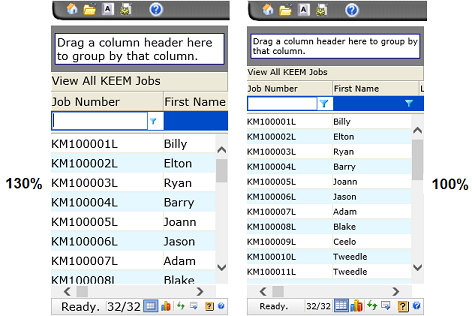 130%
Drag a column header here
to group by that column.
View All KEEM Jobs
Job Number First Name
KM100001L Billy
KM100002L Elton
KM100003L Ryan
KM100004L Barry
KM100005L Joann
KM100006L Jason
KM100007L Adam
KM100008L Blake
Ready. 32/32
Drag a column header here to group by
that column.
View All KEEM Jobs
Job Number First Name L
KM100001L Billy
KM100002L Elton
KM100003L Ryan
KM100004L Barry
KM100005L Joann
KM100006L Jason
KM100007L Adam
KM100008L Blake
KM100009L Ceelo
KM100010L Tweedle
KM100011L Tweedle
Ready. 32/32
100%